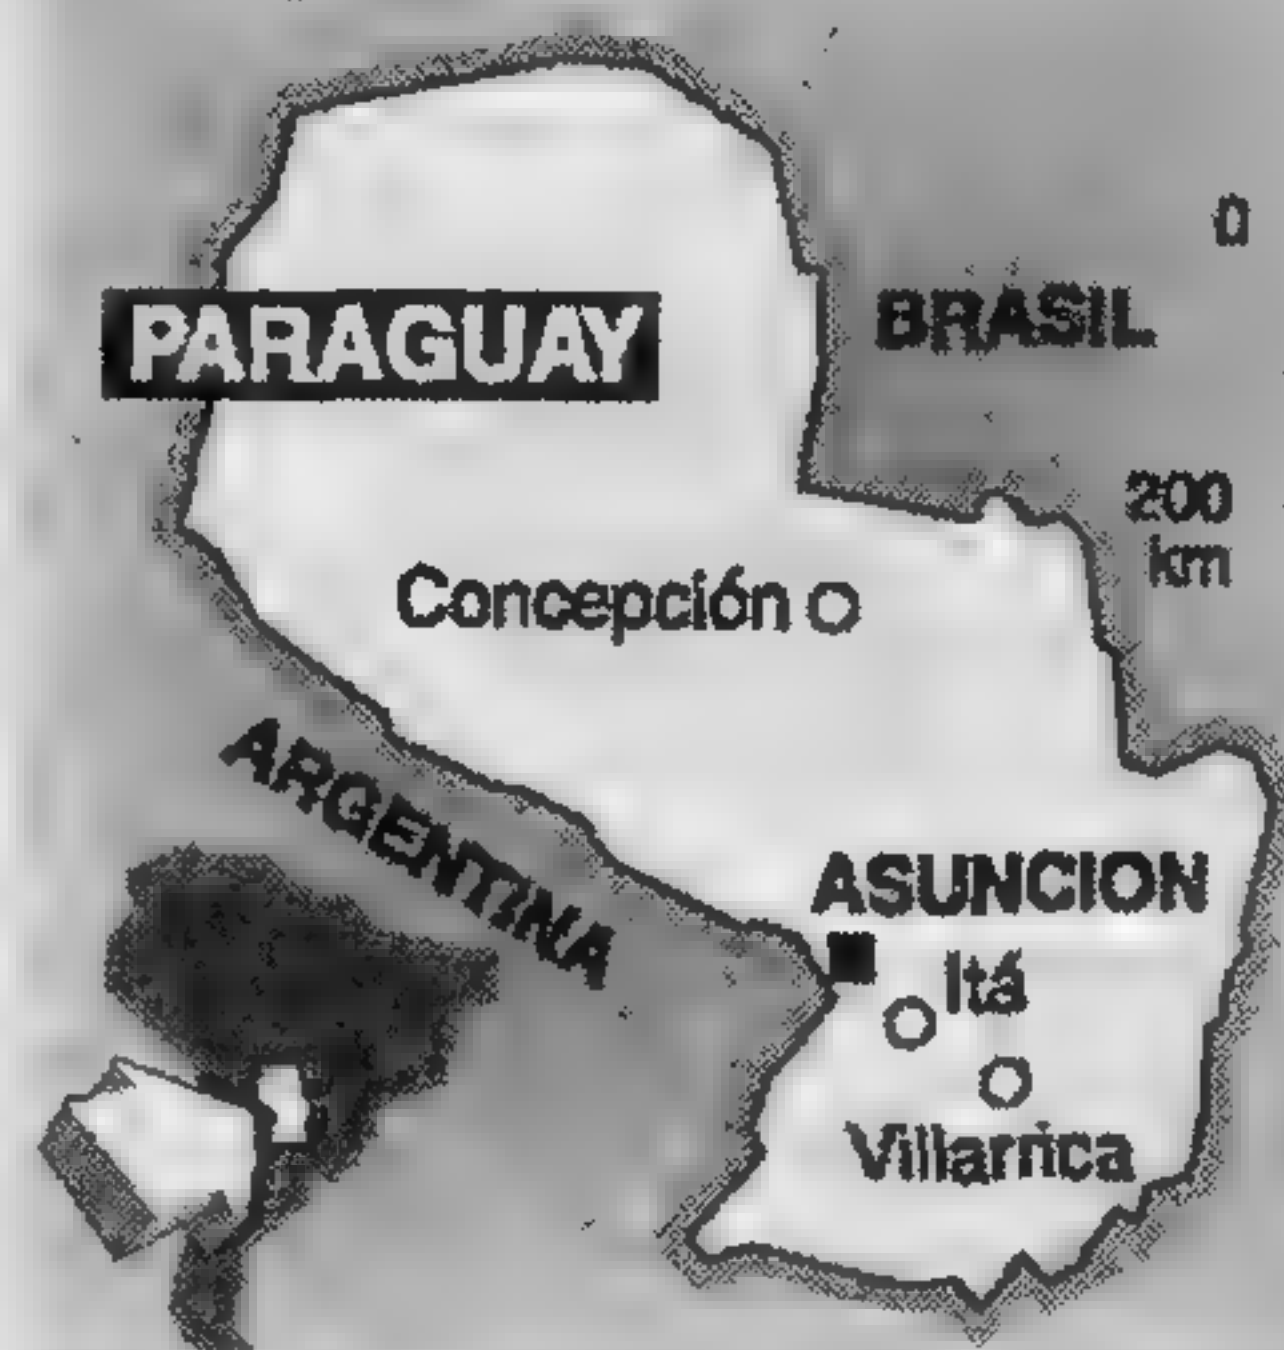 0
PARAGUAY
BRASIL
200
km
Concepción
ARGENTINA
ASUNCION
Itá
Villarrica